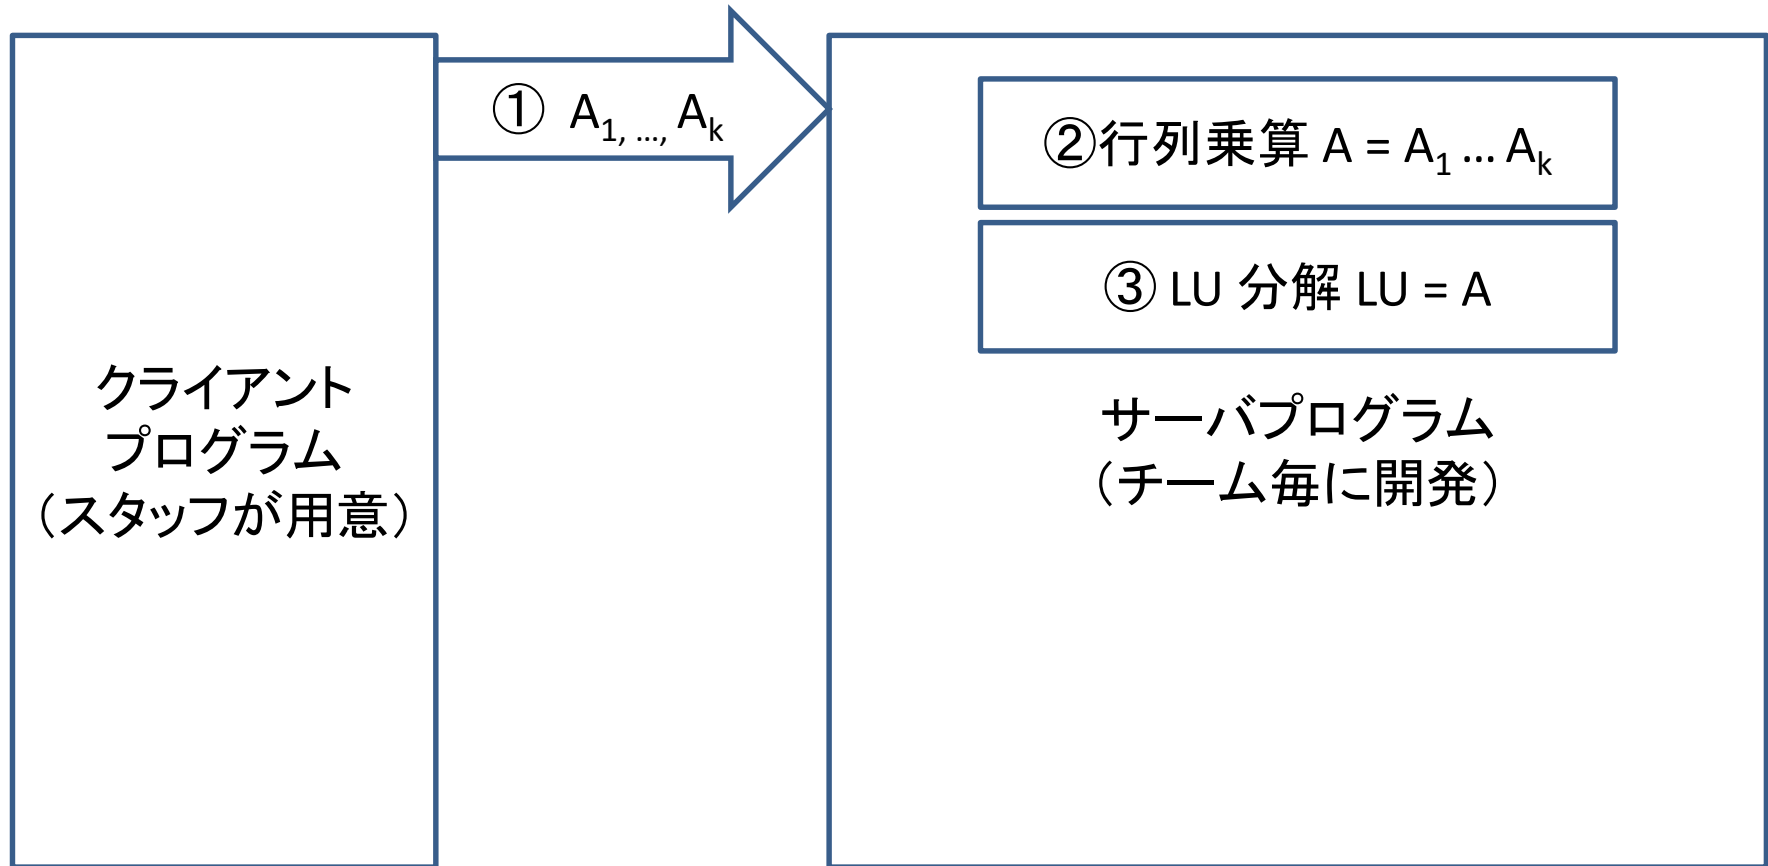 ① A₁, ..., Aₖ
②行列乗算 A = A₁ ... Aₖ
③ LU 分解 LU = A
クライアント
プログラム
（スタッフが用意）
サーバプログラム
（チーム毎に開発）